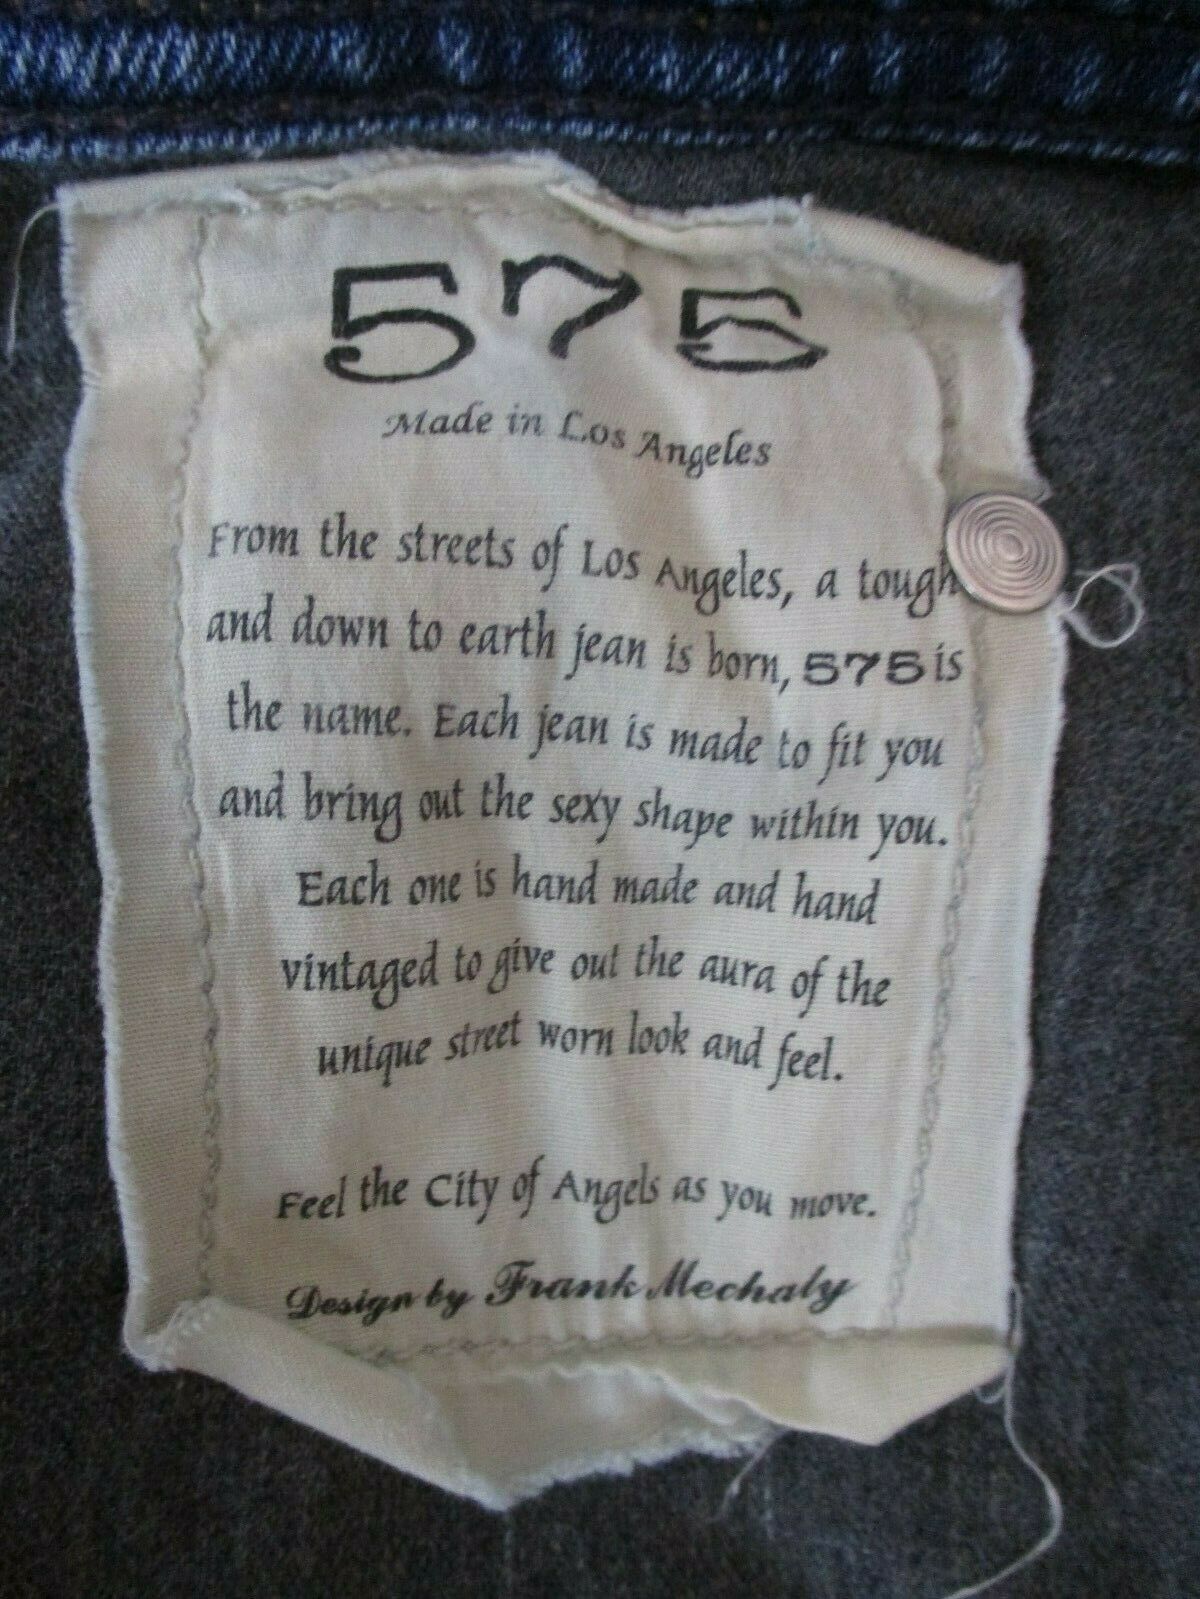 575
Made in Los Angeles
From the streets of Los Angeles, a tough
and down to earth jean is born, 575 is
the name. Each jean is made to fit you
and bring out the sexy shape within you.
Each one is hand made and hand
vintaged to give out the aura of the
unique street worn look and feel.
Feel the City of Angels as you move.
Design by Frank Mechaly